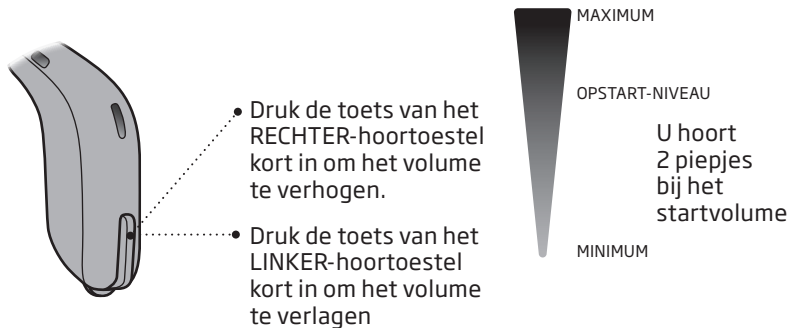 Druk de toets van het
RECHTER-hoortoestel
kort in om het volume
te verhogen.
Druk de toets van het
LINKER-hoortoestel
kort in om het volume
te verlagen
MAXIMUM
OPSTART-NIVEAU
U hoort
2 piepjes
bij het
startvolume
MINIMUM